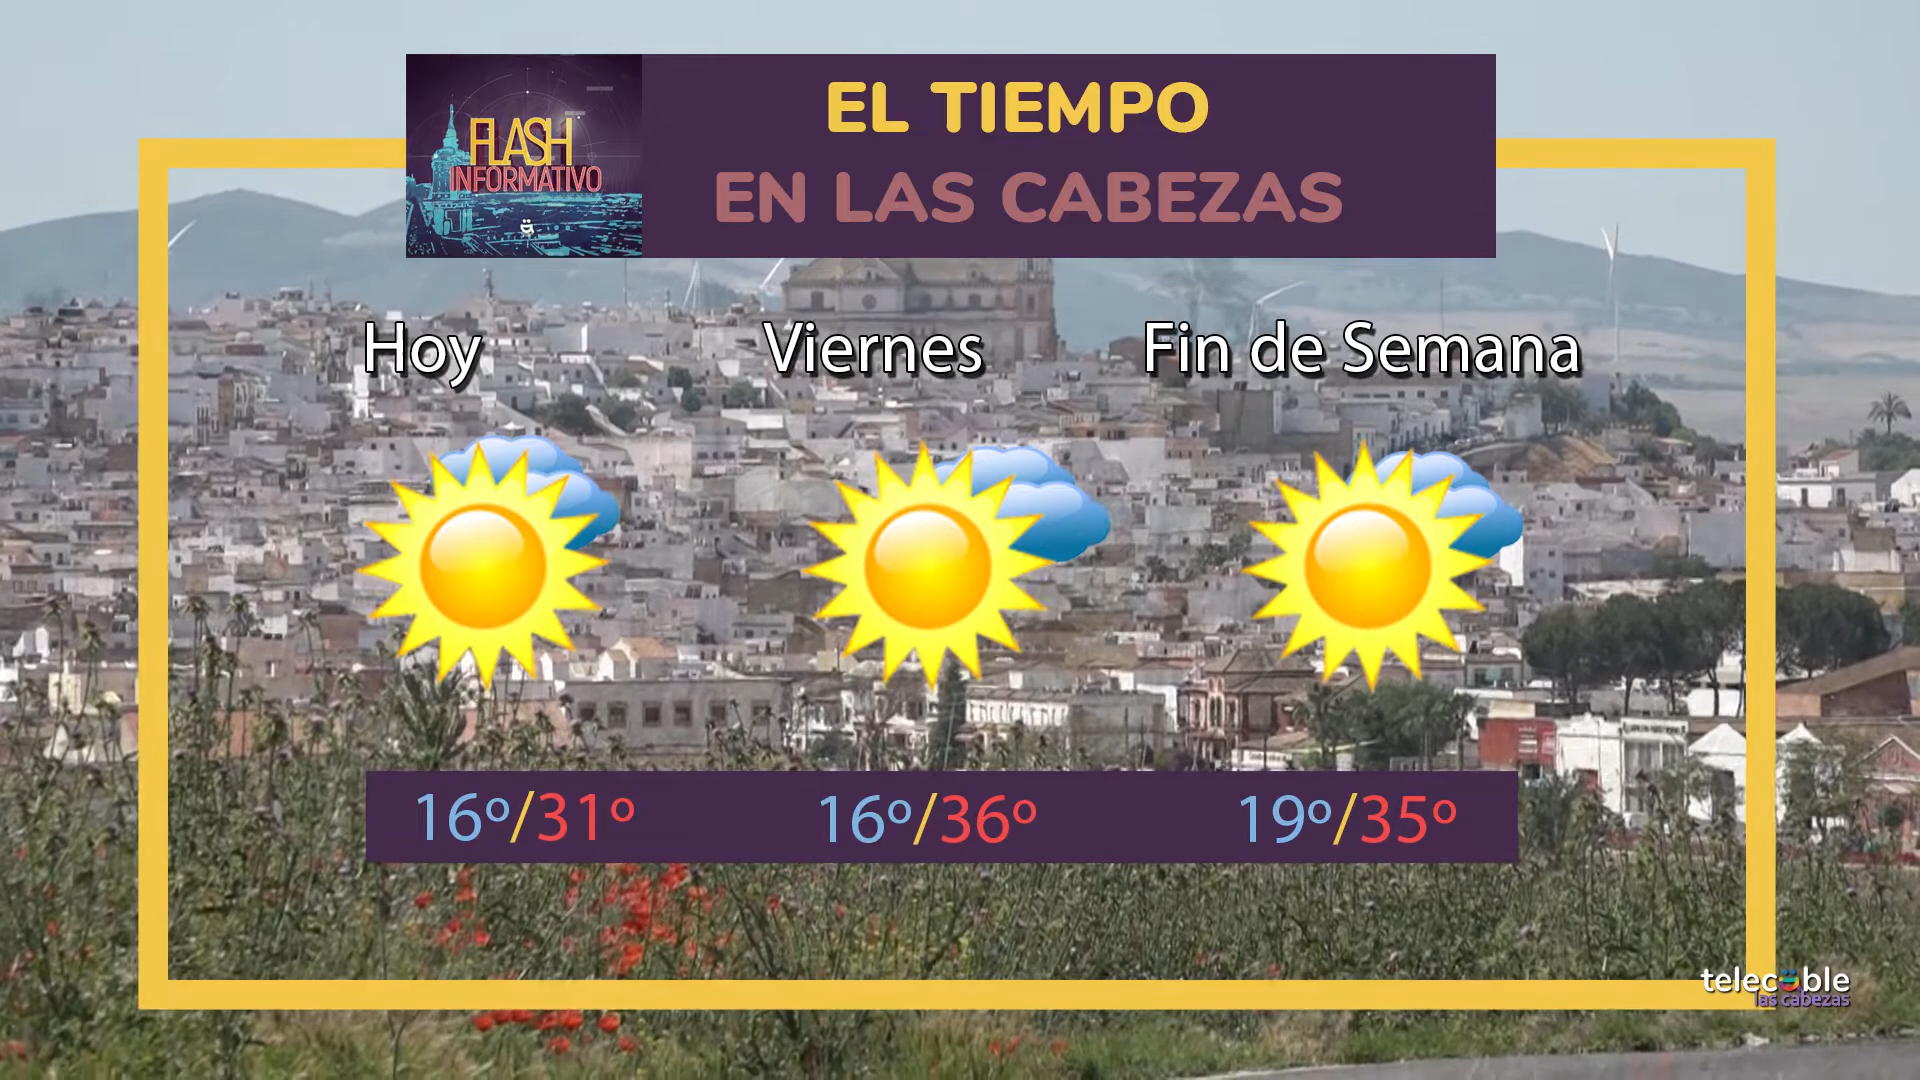 FLASH
INFORMATIVO
EL TIEMPO
EN LAS CABEZAS
Hoy
Viernes
Fin de Semana
16º/31º
16º/36º
19º/35º
telecable
las cabezas